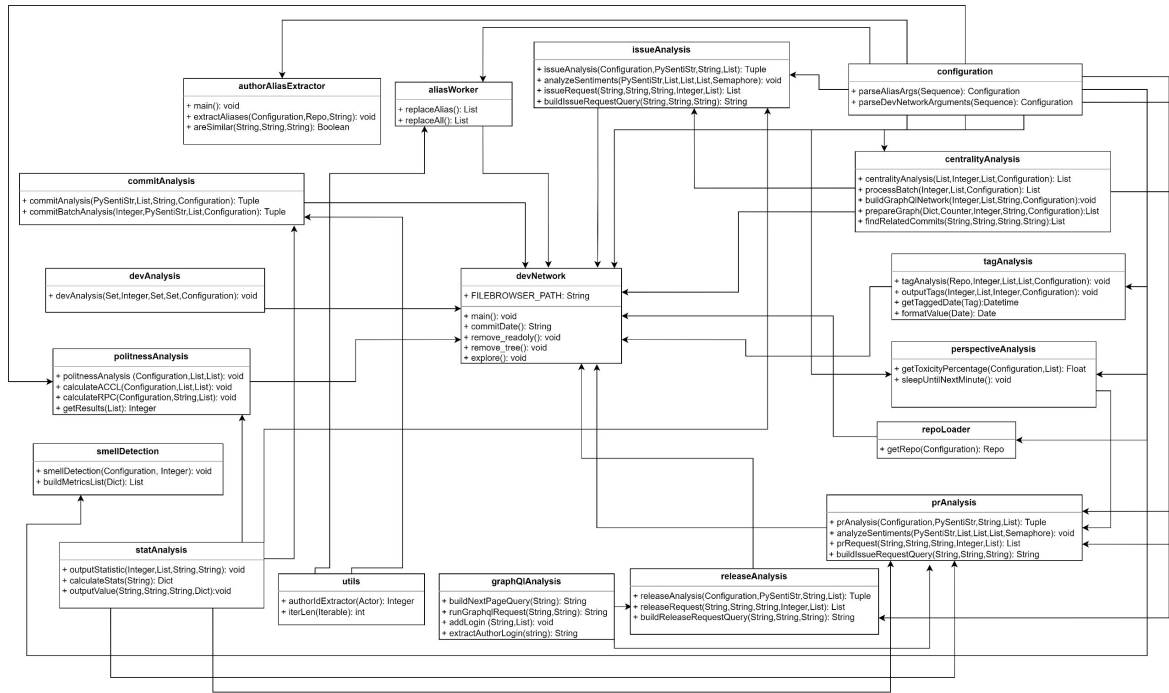 issueAnalysis
+ issueAnalysis(Configuration,PySentiStr,String,List): Tuple
+ analyzeSentiments(PySentiStr,List,List,List,Semaphore): void
+ issueRequest(String,String,String,Integer,List): List
+ buildIssueRequestQuery(String,String,String): String
configuration
+ parseAliasArgs(Sequence): Configuration
+ parseDevNetworkArguments(Sequence): Configuration
authorAliasExtractor
+ main(): void
+ extractAliases(Configuration,Repo,String): void
+ areSimilar(String,String,String): Boolean
aliasWorker
+ replaceAlias(): List
+ replaceAll(): List
centralityAnalysis
+ centralityAnalysis(List,Integer,List,Configuration): List
+ processBatch(Integer,List,Configuration): List
+ buildGraphQlNetwork(Integer,List,String,Configuration):void
+ prepareGraph(Dict,Counter,Integer,String,Configuration):List
+ findRelatedCommits(String,String,String,String):List
commitAnalysis
+ commitAnalysis(PySentiStr,List,String,Configuration): Tuple
+ commitBatchAnalysis(Integer,PySentiStr,List,Configuration): Tuple
devAnalysis
+ devAnalysis(Set,Integer,Set,Set,Configuration): void
devNetwork
+ FILEBROWSER_PATH: String
+ main(): void
+ commitDate(): String
+ remove_readoly(): void
+ remove_tree(): void
+ explore(): void
tagAnalysis
+ tagAnalysis(Repo,Integer,List,List,Configuration): void
+ outputTags(Integer,List,Integer,Configuration): void
+ getTaggedDate(Tag):Datetime
+ formatValue(Date): Date
politnessAnalysis
+ politnessAnalysis (Configuration,List,List): void
+ calculateACCL(Configuration,List,List): void
+ calculateRPC(Configuration,String,List): void
+ getResults(List): Integer
perspectiveAnalysis
+ getToxicityPercentage(Configuration,List): Float
+ sleepUntilNextMinute(): void
repoLoader
+ getRepo(Configuration): Repo
smellDetection
+ smellDetection(Configuration, Integer): void
+ buildMetricsList(Dict): List
prAnalysis
+ prAnalysis(Configuration,PySentiStr,String,List): Tuple
+ analyzeSentiments(PySentiStr,List,List,List,Semaphore): void
+ prRequest(String,String,String,Integer,List): List
+ buildIssueRequestQuery(String,String,String): String
statAnalysis
+ outputStatistic(Integer,List,String,String): void
+ calculateStats(String): Dict
+ outputValue(String,String,String,Dict):void
utils
+ authorIdExtractor(Actor): Integer
+ iterLen(Iterable): int
graphQlAnalysis
+ buildNextPageQuery(String): String
+ runGraphqlRequest(String,String): String
+ addLogin (String,List): void
+ extractAuthorLogin(string): String
releaseAnalysis
+ releaseAnalysis(Configuration,PySentiStr,String,List): Tuple
+ releaseRequest(String,String,String,Integer,List): List
+ buildReleaseRequestQuery(String,String,String): String